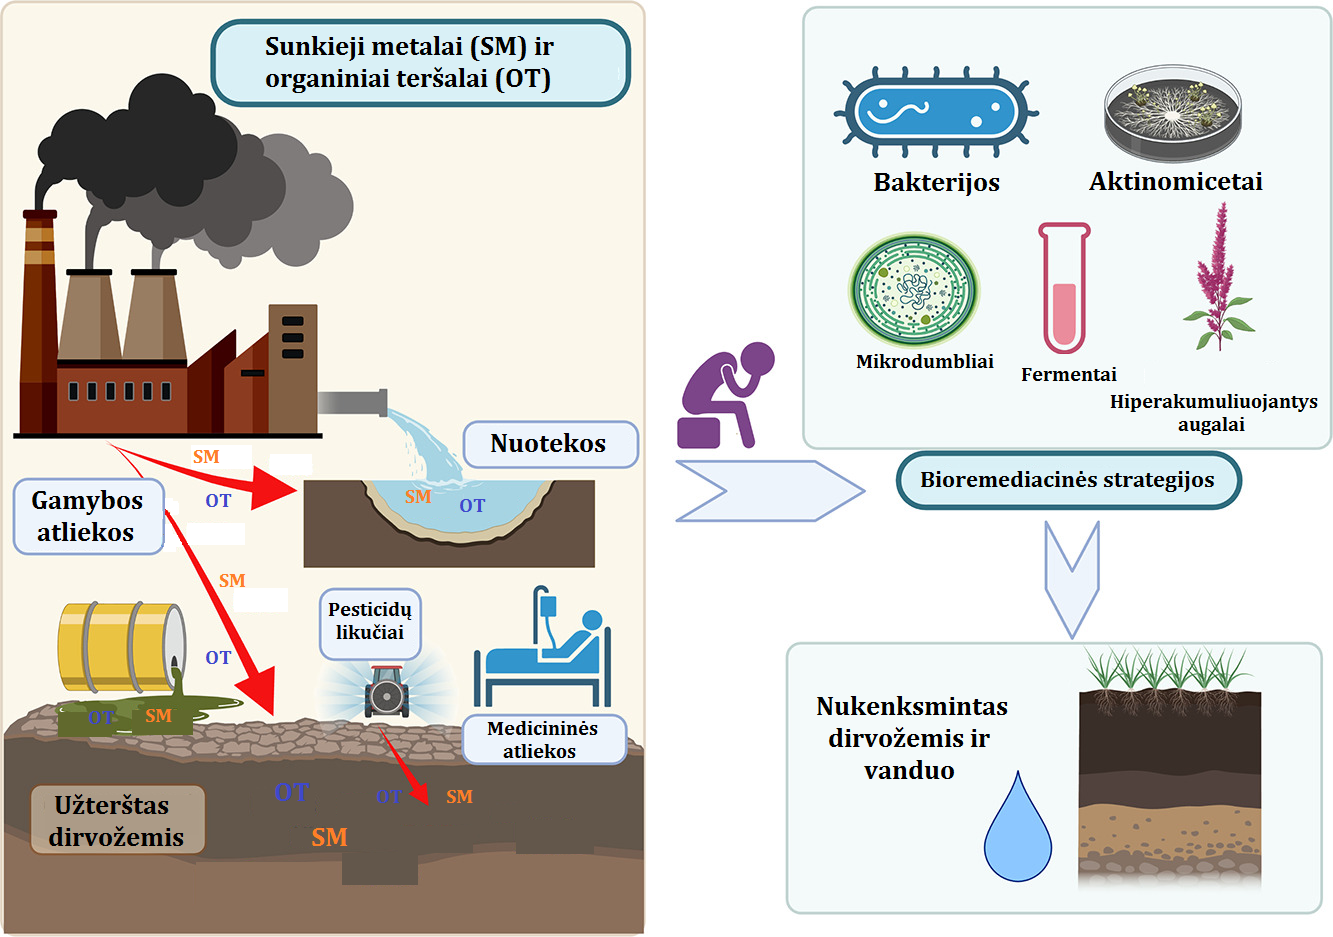 Sunkieji metalai (SM) ir
organiniai teršalai (OT)
Nuotekos
SM
OT
SM
OT
Gamybos
atliekos
SM
OT
OT
SM
Pesticidų
likučiai
Medicininės
atliekos
OT
OT
SM
SM
Užterštas
dirvožemis
Bakterijos
Aktinomicetai
Mikrodumbliai
Fermentai
Hiperakumuliuojantys
augalai
Bioremediacinės strategijos
Nukenksmintas
dirvožemis ir
vanduo